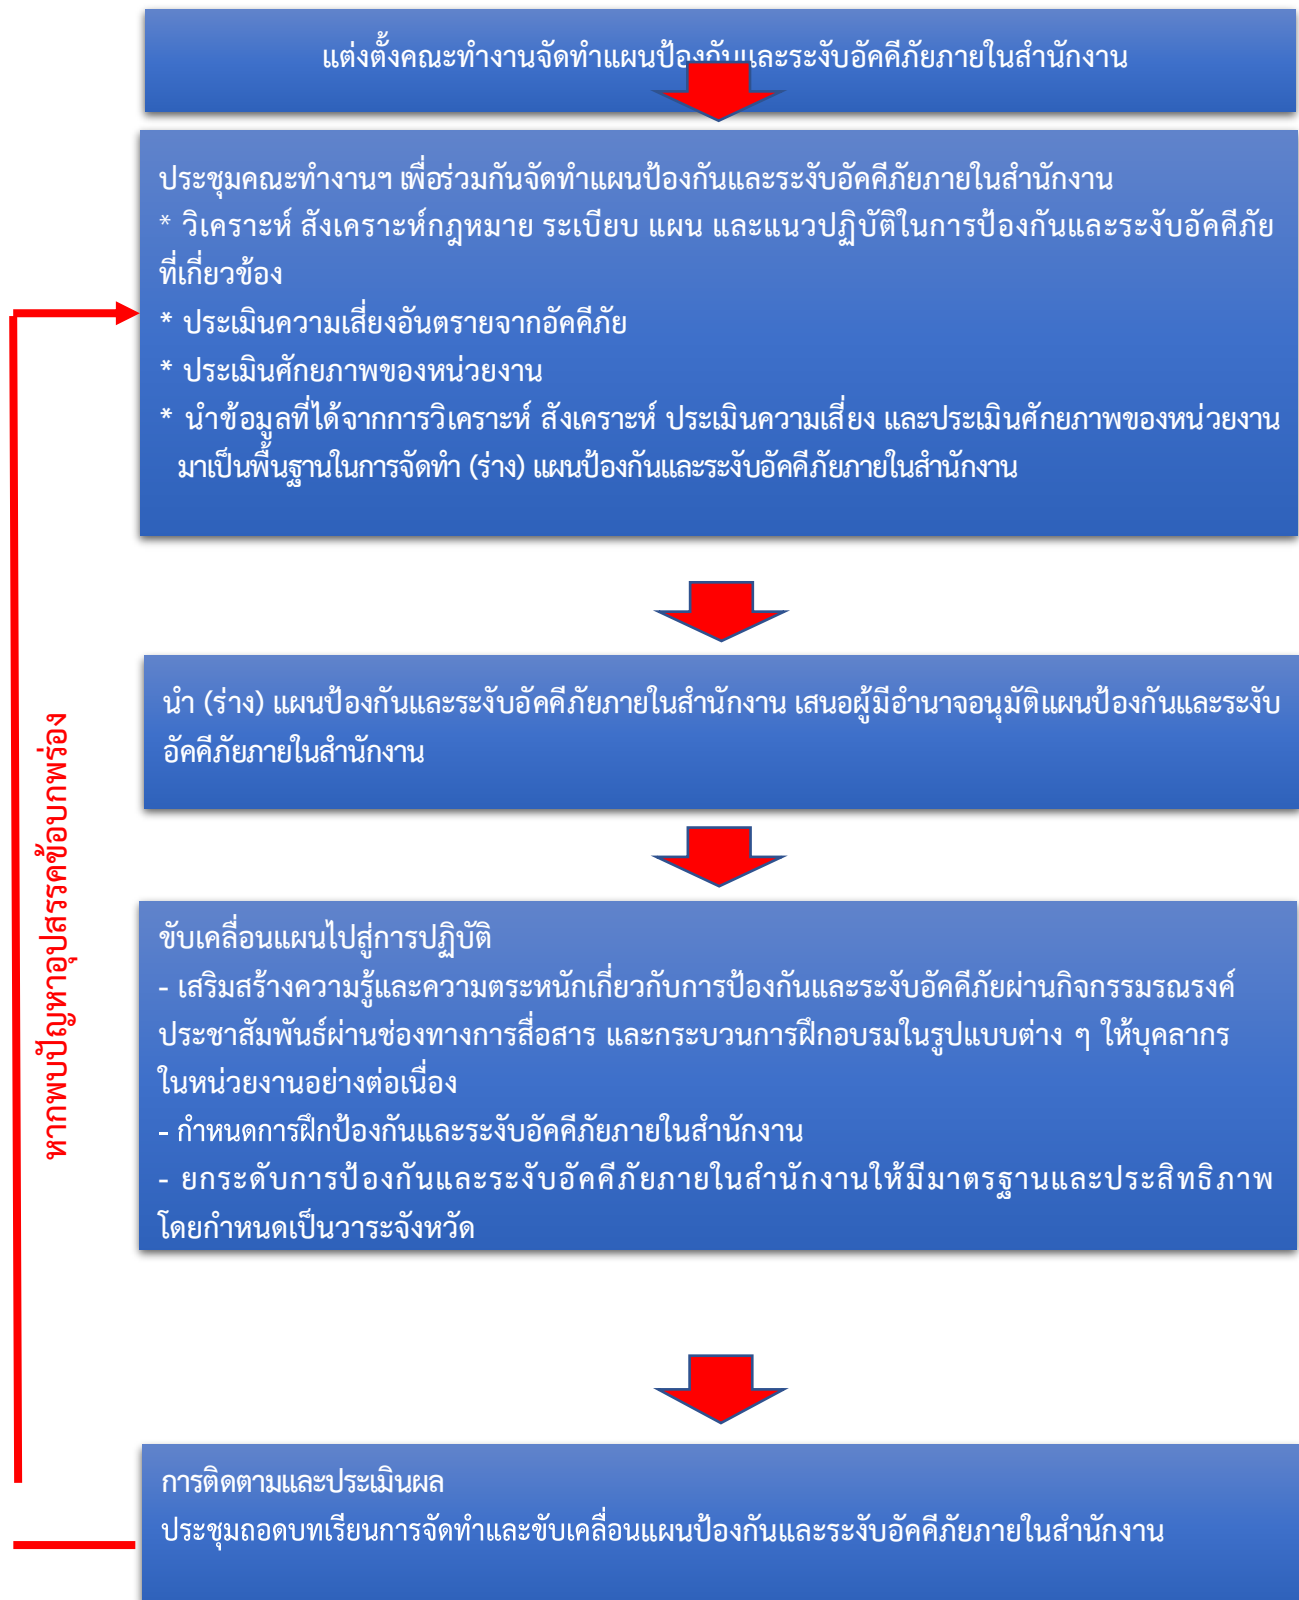 แต่งตั้งคณะทำงานจัดทำแผนป้องกันและระงับอัคคีภัยภายในสำนักงาน
ประชุมคณะทำงานฯ เพื่อร่วมกันจัดทำแผนป้องกันและระงับอัคคีภัยภายในสำนักงาน
* วิเคราะห์ สังเคราะห์กฎหมาย ระเบียบ แผน และแนวปฏิบัติในการป้องกันและระงับอัคคีภัย
ที่เกี่ยวข้อง
* ประเมินความเสี่ยงอันตรายจากอัคคีภัย
* ประเมินศักยภาพของหน่วยงาน
* นำข้อมูลที่ได้จากการวิเคราะห์ สังเคราะห์ ประเมินความเสี่ยง และประเมินศักยภาพของหน่วยงาน
มาเป็นพื้นฐานในการจัดทำ (ร่าง) แผนป้องกันและระงับอัคคีภัยภายในสำนักงาน
นำ (ร่าง) แผนป้องกันและระงับอัคคีภัยภายในสำนักงาน เสนอผู้มีอำนาจอนุมัติแผนป้องกันและระงับ
อัคคีภัยภายในสำนักงาน
หากพบปัญหาอุปสรรคข้อบกพร่อง
ขับเคลื่อนแผนไปสู่การปฏิบัติ
- เสริมสร้างความรู้และความตระหนักเกี่ยวกับการป้องกันและระงับอัคคีภัยผ่านกิจกรรมรณรงค์
ประชาสัมพันธ์ผ่านช่องทางการสื่อสาร และกระบวนการฝึกอบรมในรูปแบบต่าง ๆ ให้บุคลากร
ในหน่วยงานอย่างต่อเนื่อง
- กำหนดการฝึกป้องกันและระงับอัคคีภัยภายในสำนักงาน
- ยกระดับการป้องกันและระงับอัคคีภัยภายในสำนักงานให้มีมาตรฐานและประสิทธิภาพ
โดยกำหนดเป็นวาระจังหวัด
การติดตามและประเมินผล
ประชุมถอดบทเรียนการจัดทำและขับเคลื่อนแผนป้องกันและระงับอัคคีภัยภายในสำนักงาน